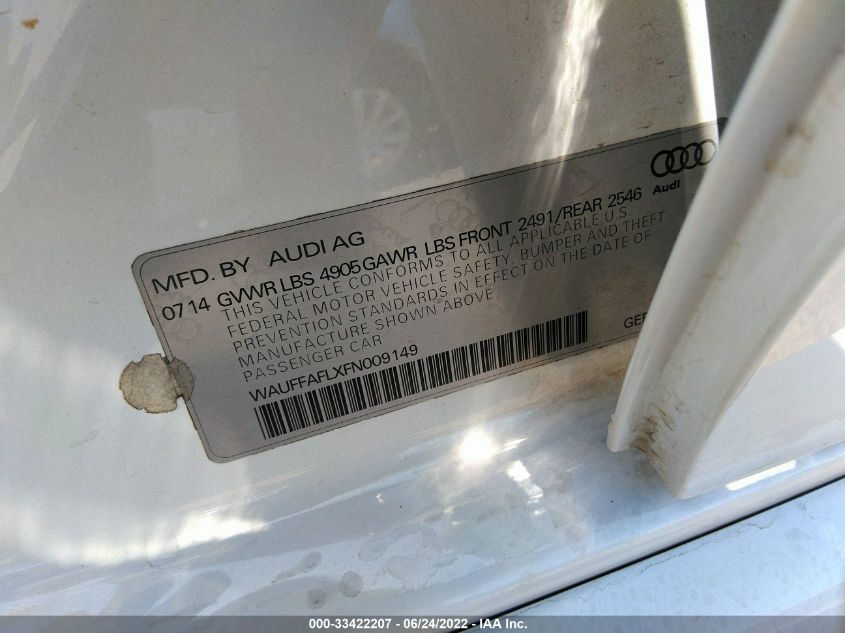 Audi
MFD. BY AUDI AG
0714 GVWR LBS 4905 GAWR LBS FRONT 2491/REAR 2546
THIS VEHICLE CONFORMS TO ALL APPLICABLE U.S.
FEDERAL MOTOR VEHICLE SAFETY, BUMPER AND THEFT
PREVENTION STANDARDS IN EFFECT ON THE DATE OF
MANUFACTURE SHOWN ABOVE
PASSENGER CAR
GER
WAUFFAFLXFN009149
000-33422207 - 06/24/2022 - IAA Inc.